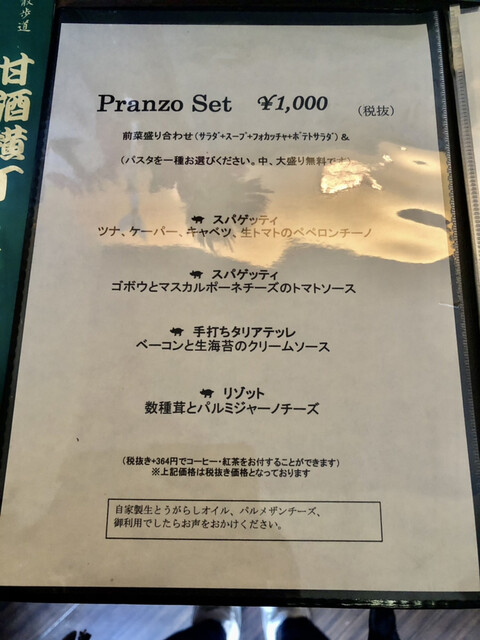 散歩道
甘酒横丁
Pranzo Set ¥1,000 (税抜)
前菜盛り合わせ(ｻﾗﾀﾞ+ｽｰﾌﾟ+ﾌｫｶｯﾁｬ+ﾎﾟﾃﾄｻﾗﾀﾞ)&
(パスタを一種お選びください。中、大盛り無料です)
スパゲッティ
ツナ、ケーパー、キャベツ、生トマトのペペロンチーノ
スパゲッティ
ゴボウとマスカルポーネチーズのトマトソース
手打ちタリアテッレ
ベーコンと生海苔のクリームソース
リゾット
数種茸とパルミジャーノチーズ
(税抜き+364円でコーヒー・紅茶をお付することができます)
※上記価格は税抜き価格となっております
自家製生とうがらしオイル、パルメザンチーズ、
御利用でしたらお声をおかけください。